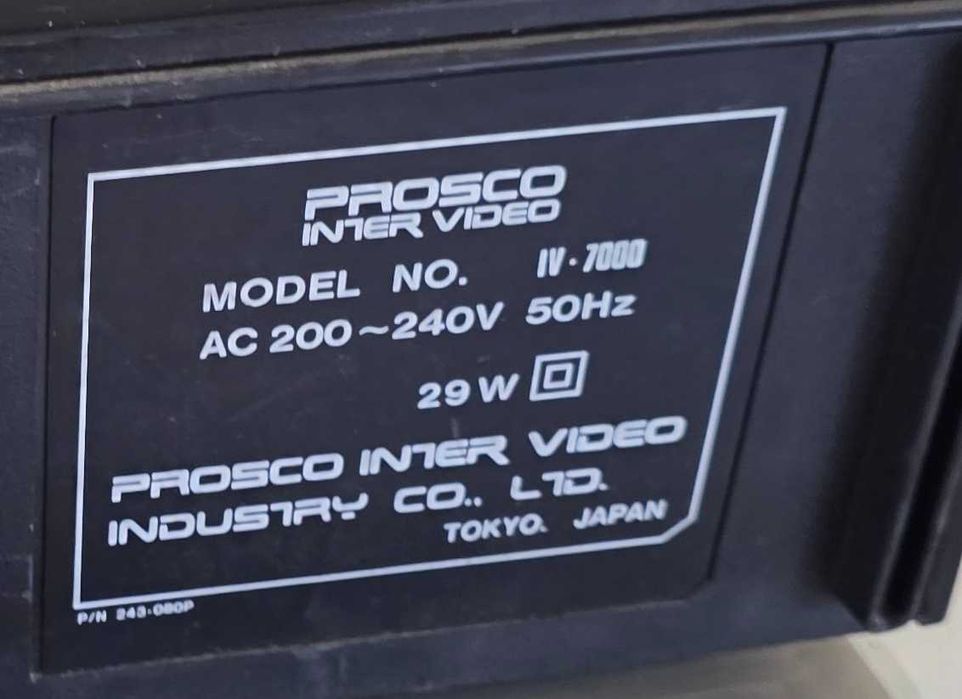 PROSCO
INTER VIDEO
MODEL NO. IV·7000
AC 200~240V 50Hz
29W
PROSCO INTER VIDEO
INDUSTRY CO., LTD.
TOKYO. JAPAN
P/N 243-080P